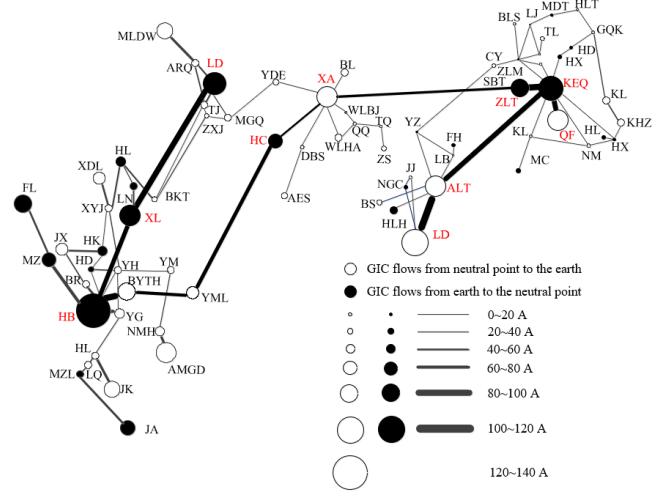 MLDW
ARQ
LD
TJ
ZXJ
MGQ
YDE
XA
BL
WLBJ
QQ
TQ
WLHA
ZS
DBS
AES
HC
BLS
LJ
MDT
HLT
TL
GQK
CY
ZLM
HX
HD
SBT
KEQ
ZLT
QF
KL
KHZ
KL
HL
HX
NM
MC
YZ
FH
LB
JJ
NGC
ALT
BS
HLH
LD
HL
XDL
LN
BKT
FL
XYJ
XL
JX
HK
MZ
HD
YH
YM
BR
BYTH
YML
HB
YG
NMH
HL
AMGD
MZL
LQ
JK
JA
GIC flows from neutral point to the earth
GIC flows from earth to the neutral point
0~20 A
20~40 A
40~60 A
60~80 A
80~100 A
100~120 A
120~140 A